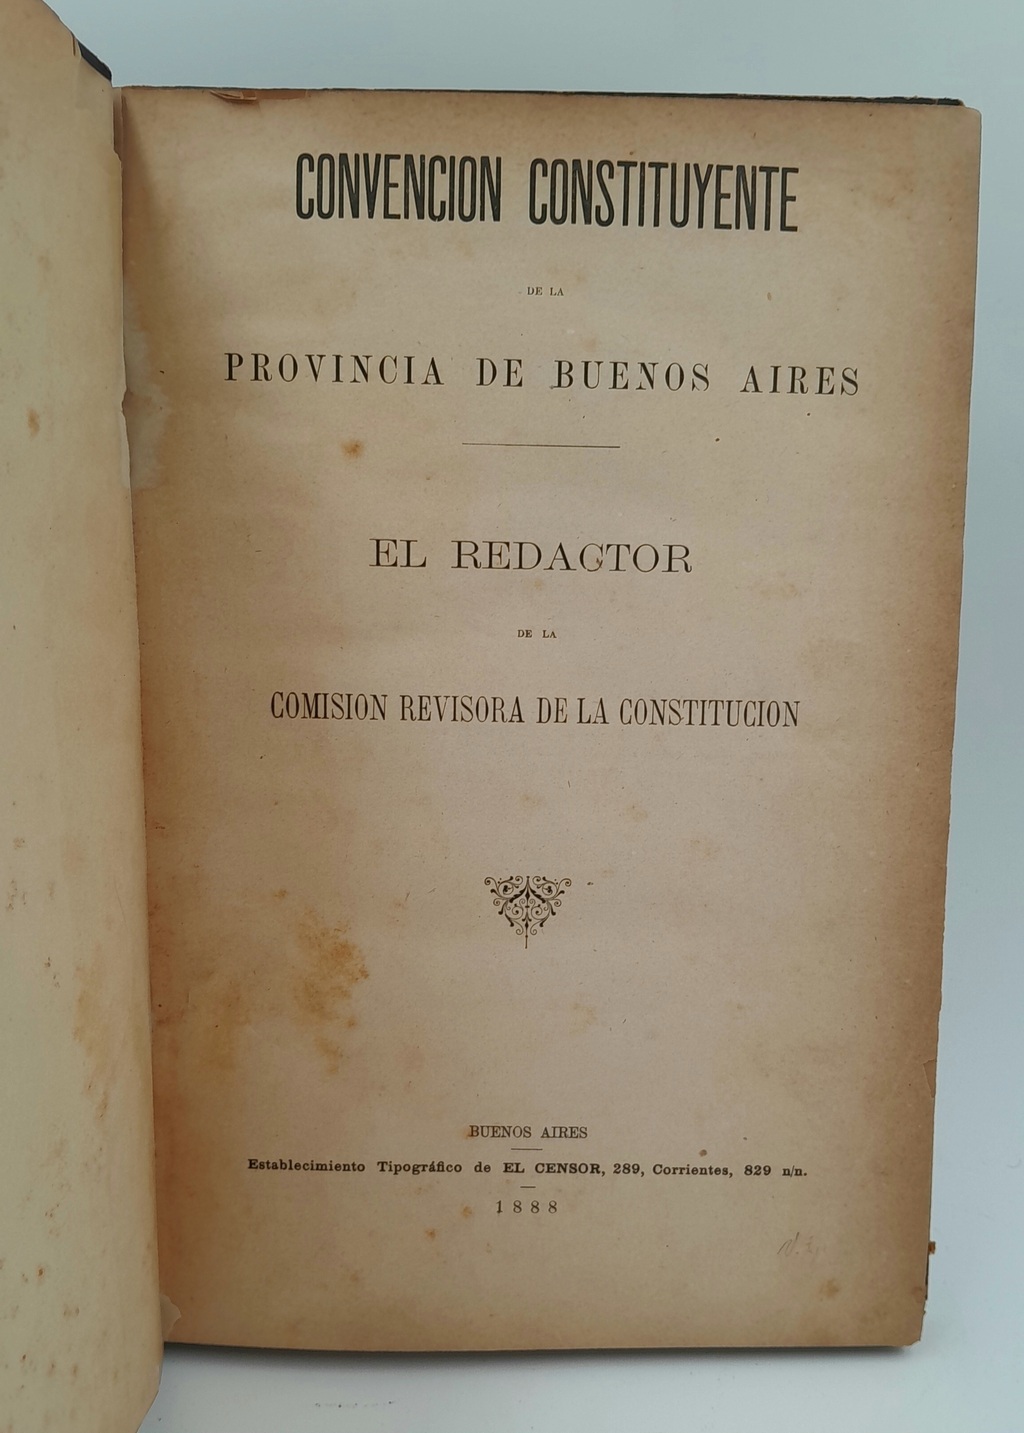 CONVENCION CONSTITUYENTE
DE LA
PROVINCIA DE BUENOS AIRES
EL REDACTOR
DE LA
COMISION REVISORA DE LA CONSTITUCION
BUENOS AIRES
Establecimiento Tipográfico de EL CENSOR, 289, Corrientes, 829 n/n.
1888